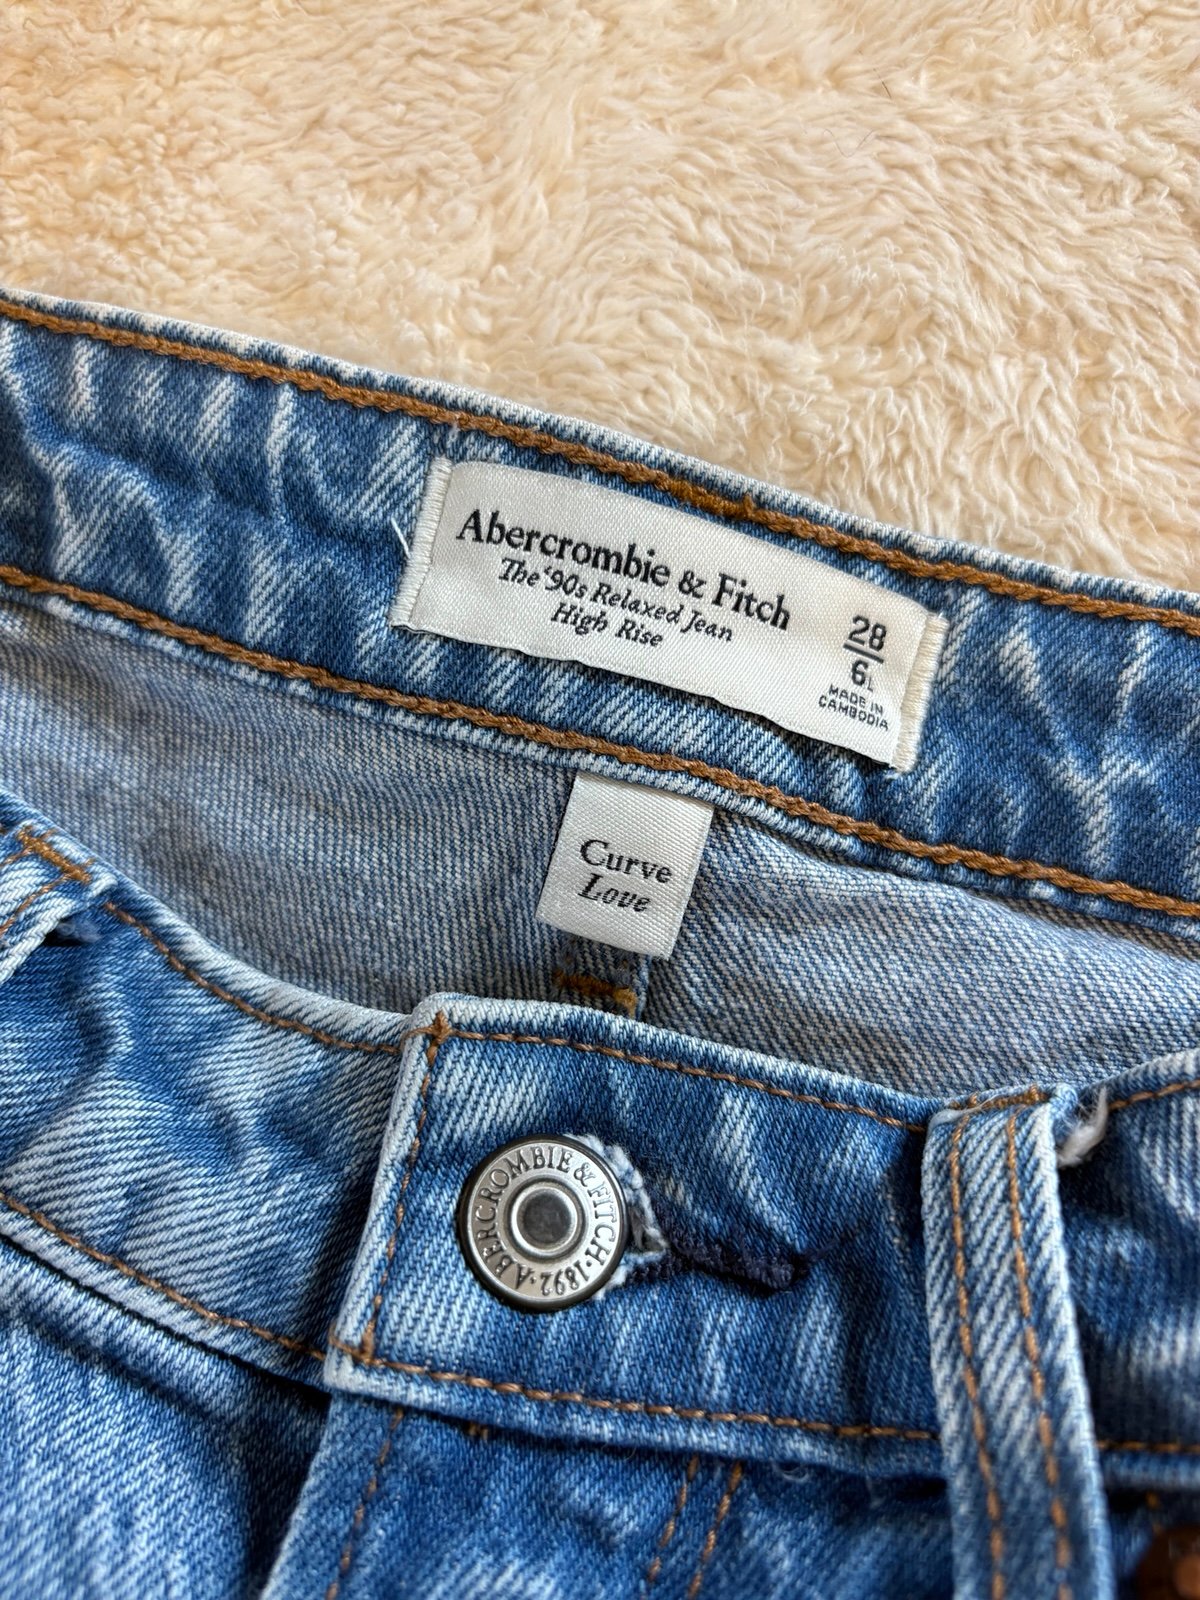 Abercrombie & Fitch
The '90s Relaxed Jean
High Rise
28
6L
MADE IN
CAMBODIA
Curve
Love
ABERCROMBIE & FITCH · 1892 ·